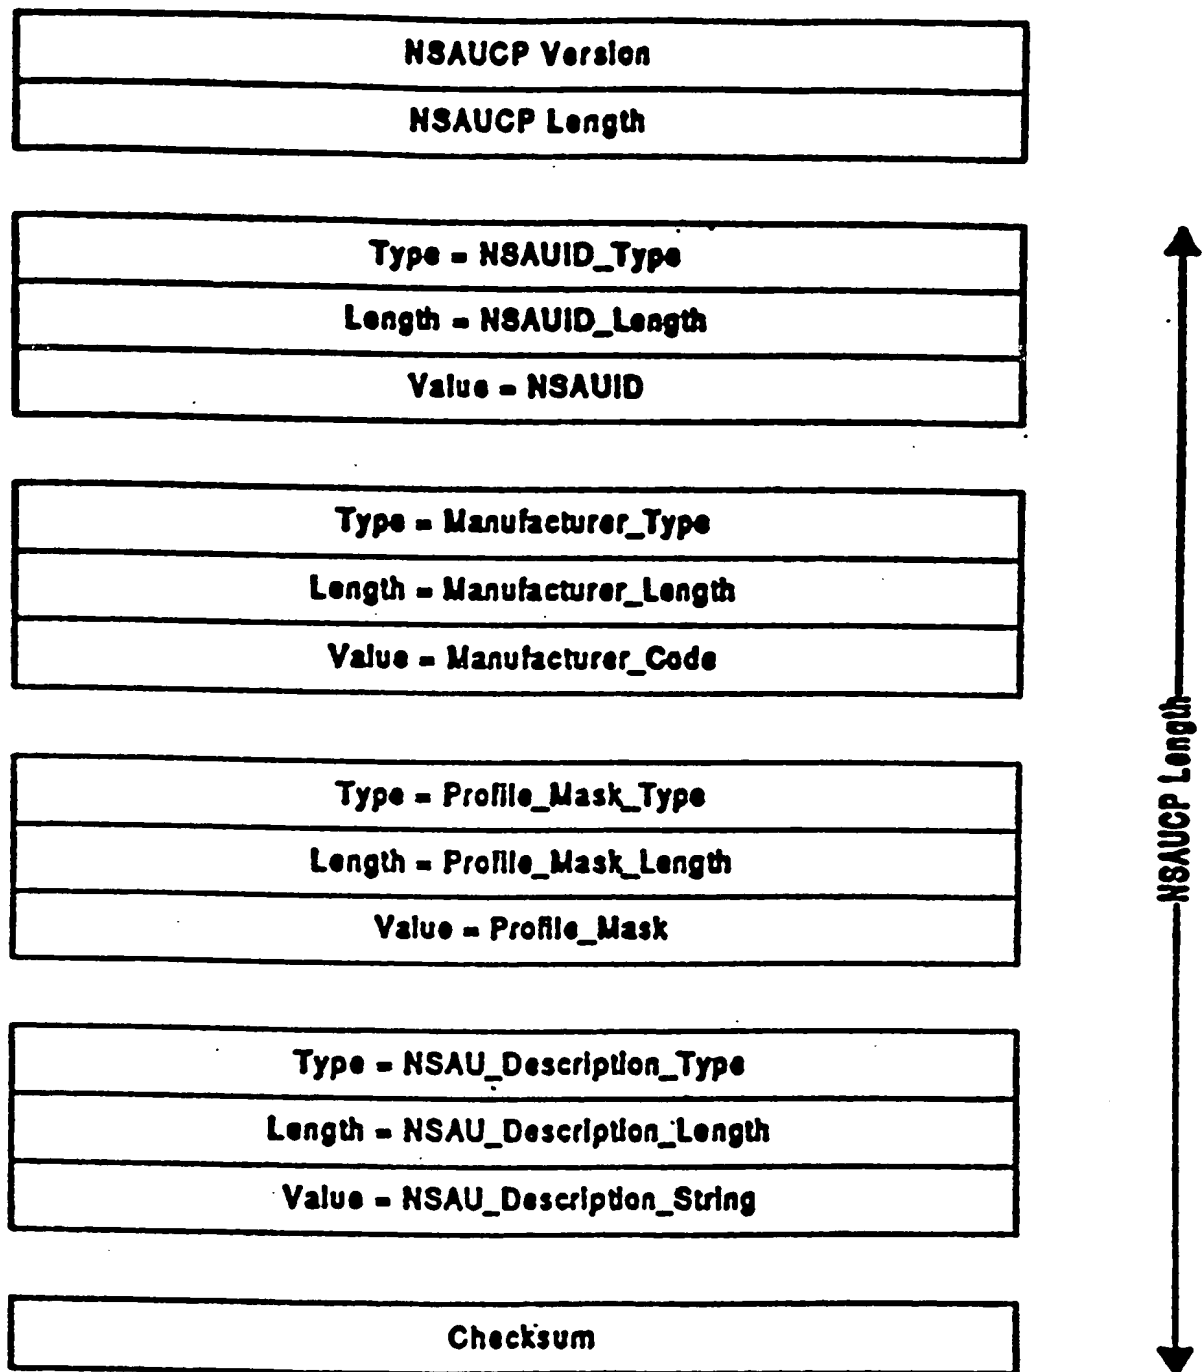 NSAUCP Version
NSAUCP Length
Type = NSAUID_Type
Length = NSAUID_Length
Value = NSAUID
Type = Manufacturer_Type
Length = Manufacturer_Length
Value = Manufacturer_Code
Type = Profile_Mask_Type
Length = Profile_Mask_Length
Value = Profile_Mask
Type = NSAU_Description_Type
Length = NSAU_Description_Length
Value = NSAU_Description_String
Checksum
NSAUCP Length